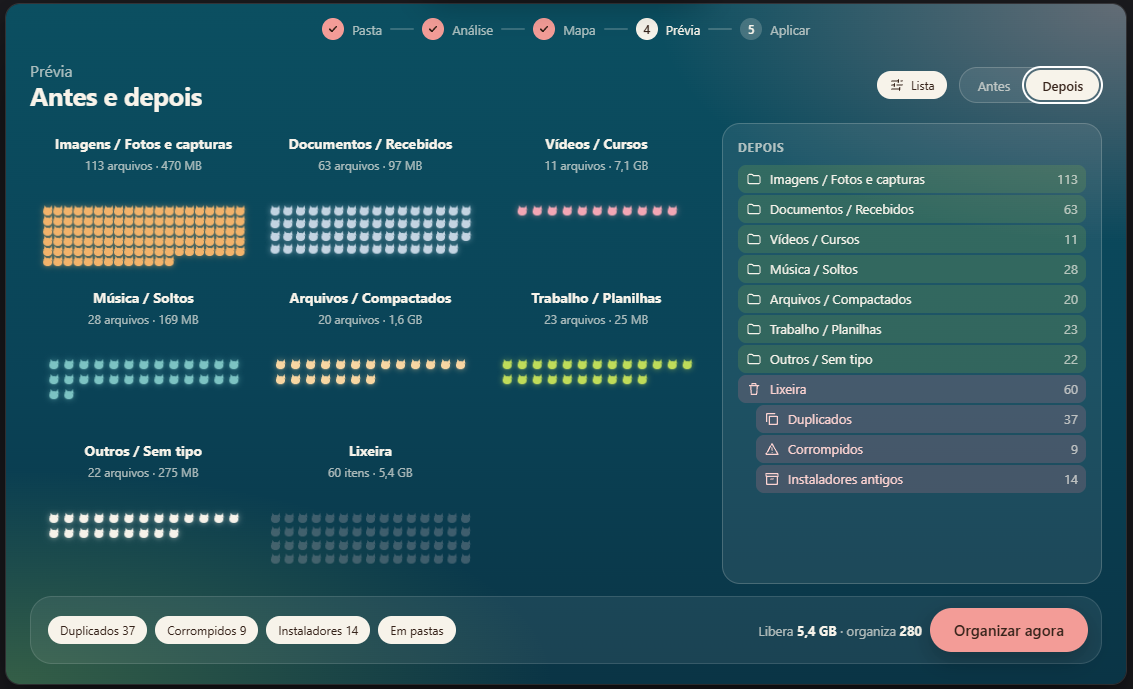 Pasta
Análise
Mapa
4 Prévia
5 Aplicar
Prévia
Antes e depois
Lista
Antes
Depois
Imagens / Fotos e capturas
113 arquivos · 470 MB
Documentos / Recebidos
63 arquivos · 97 MB
Vídeos / Cursos
11 arquivos · 7,1 GB
Música / Soltos
28 arquivos · 169 MB
Arquivos / Compactados
20 arquivos · 1,6 GB
Trabalho / Planilhas
23 arquivos · 25 MB
Outros / Sem tipo
22 arquivos · 275 MB
Lixeira
60 itens · 5,4 GB
DEPOIS
Imagens / Fotos e capturas 113
Documentos / Recebidos 63
Vídeos / Cursos 11
Música / Soltos 28
Arquivos / Compactados 20
Trabalho / Planilhas 23
Outros / Sem tipo 22
Lixeira 60
Duplicados 37
Corrompidos 9
Instaladores antigos 14
Duplicados 37
Corrompidos 9
Instaladores 14
Em pastas
Libera 5,4 GB · organiza 280
Organizar agora